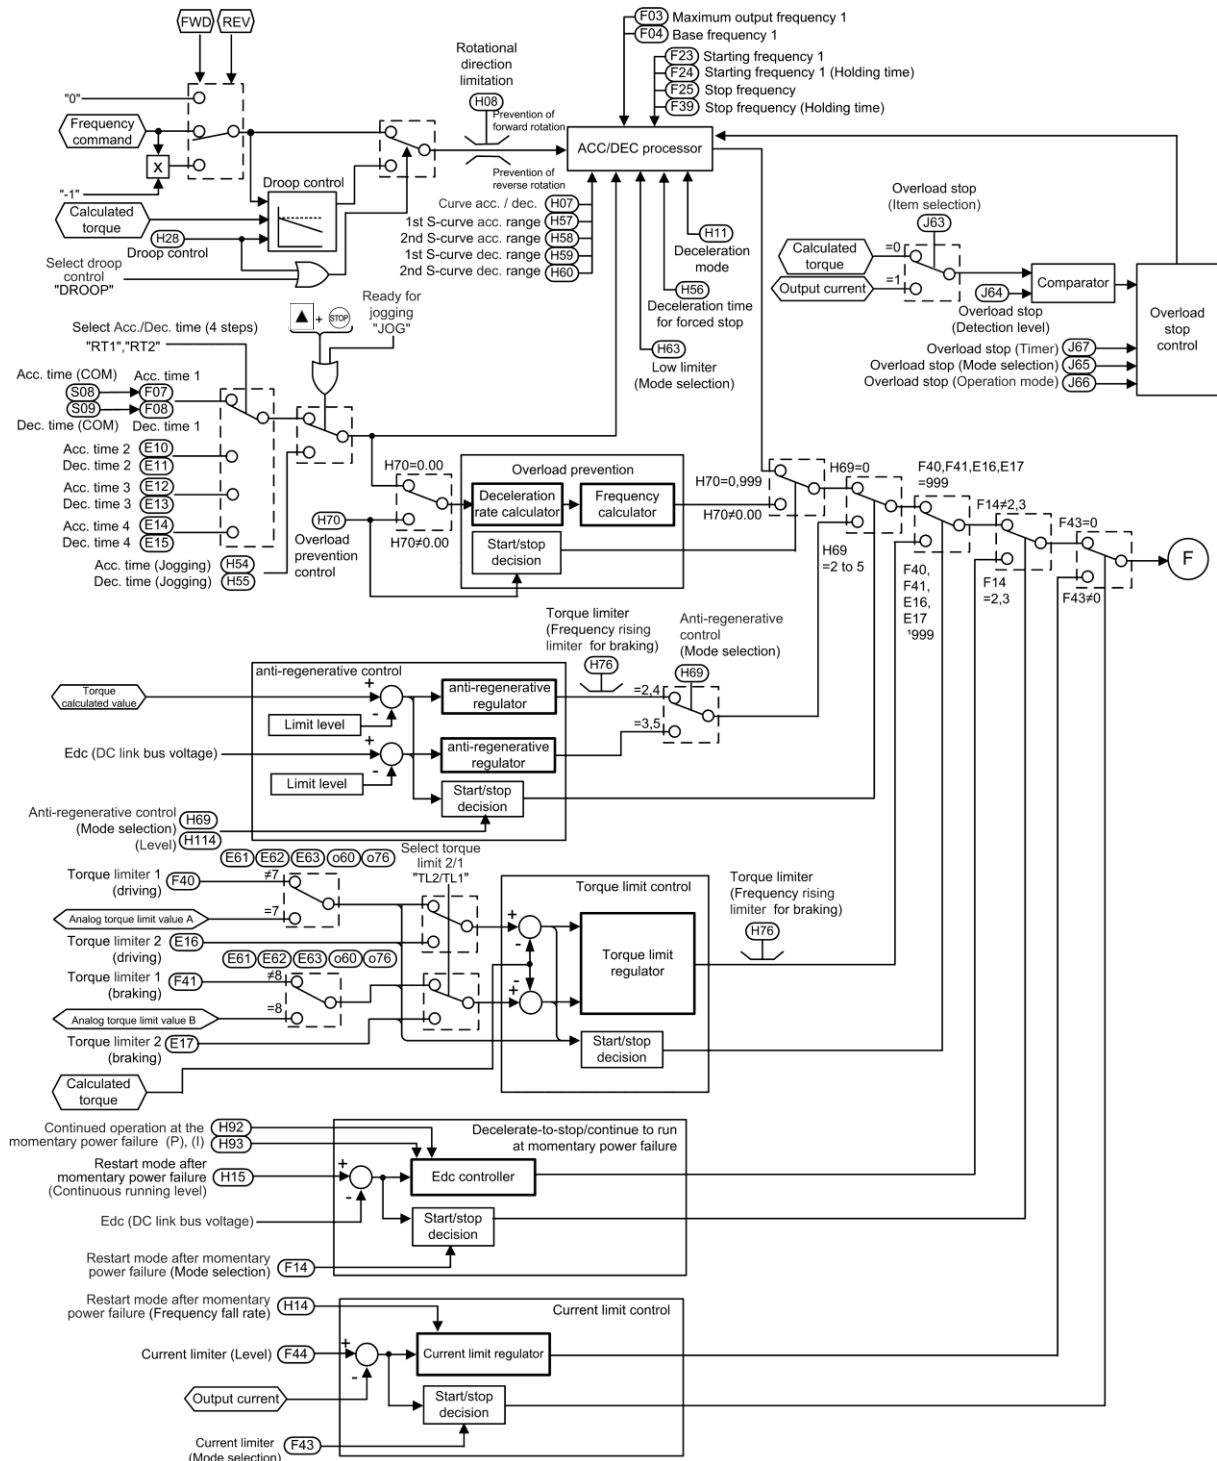 FWD REV
"0"
Frequency
command
X
"-1"
Calculated
torque
H28
Droop control
Droop control
Select droop
control
"DROOP"
Rotational
direction
limitation
H08
Prevention of
forward rotation
Prevention of
reverse rotation
F03 Maximum output frequency 1
F04 Base frequency 1
F23 Starting frequency 1
F24 Starting frequency 1 (Holding time)
F25 Stop frequency
F39 Stop frequency (Holding time)
ACC/DEC processor
Curve acc. / dec. H07
1st S-curve acc. range H57
2nd S-curve acc. range H58
1st S-curve dec. range H59
2nd S-curve dec. range H60
H11
Deceleration
mode
H56
Deceleration time
for forced stop
H63
Low limiter
(Mode selection)
Overload stop
(Item selection)
J63
Calculated
torque
=0
Output current
=1
J64
Overload stop
(Detection level)
Comparator
Overload
stop
control
Overload stop (Timer) J67
Overload stop (Mode selection) J65
Overload stop (Operation mode) J66
▲ + STOP
Ready for
jogging
"JOG"
Select Acc./Dec. time (4 steps)
"RT1","RT2"
Acc. time (COM) Acc. time 1
S08 F07
S09 F08
Dec. time (COM) Dec. time 1
Acc. time 2 E10
Dec. time 2 E11
Acc. time 3 E12
Dec. time 3 E13
Acc. time 4 E14
Dec. time 4 E15
Acc. time (Jogging) H54
Dec. time (Jogging) H55
H70
Overload
prevention
control
H70=0.00
H70≠0.00
Overload prevention
Deceleration
rate calculator
Frequency
calculator
Start/stop
decision
H70=0,999
H70≠0.00
H69=0
H69
=2 to 5
F40,F41,E16,E17
=999
F40,
F41,
E16,
E17
¹999
F14≠2,3
F14
=2,3
F43=0
F43≠0
F
Torque limiter
(Frequency rising
limiter for braking)
H76
Anti-regenerative
control
(Mode selection)
H69
=2,4
=3,5
anti-regenerative control
Torque
calculated value
+
-
Limit level
anti-regenerative
regulator
Edc (DC link bus voltage)
+
-
Limit level
anti-regenerative
regulator
Start/stop
decision
Anti-regenerative control
(Mode selection) H69
(Level) H114
E61 E62 E63 o60 o76
Select torque
limit 2/1
"TL2/TL1"
Torque limiter 1
(driving)
F40
≠7
Analog torque limit value A
=7
Torque limiter 2
(driving)
E16
E61 E62 E63 o60 o76
Torque limiter 1
(braking)
F41
≠8
Analog torque limit value B
=8
Torque limiter 2
(braking)
E17
Calculated
torque
Torque limit control
+
-
-
+
Torque limit
regulator
Start/stop
decision
Torque limiter
(Frequency rising
limiter for braking)
H76
Continued operation at the
momentary power failure (P), (I)
H92
H93
Restart mode after
momentary power failure
(Continuous running level)
H15
+
-
Edc (DC link bus voltage)
Decelerate-to-stop/continue to run
at momentary power failure
Edc controller
Start/stop
decision
Restart mode after momentary
power failure (Mode selection) F14
Restart mode after momentary
power failure (Frequency fall rate) H14
Current limit control
Current limiter (Level) F44
+
-
Current limit regulator
Output current
Start/stop
decision
Current limiter
(Mode selection)
F43